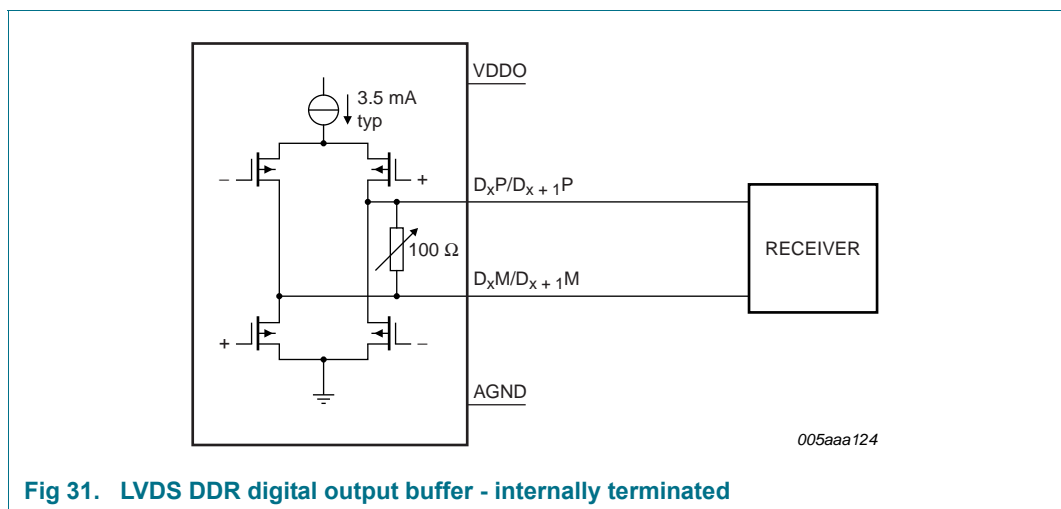 VDDO
3.5 mA
typ
− +
DxP/Dx + 1P
100 Ω
RECEIVER
DxM/Dx + 1M
+ −
AGND
005aaa124
Fig 31. LVDS DDR digital output buffer - internally terminated